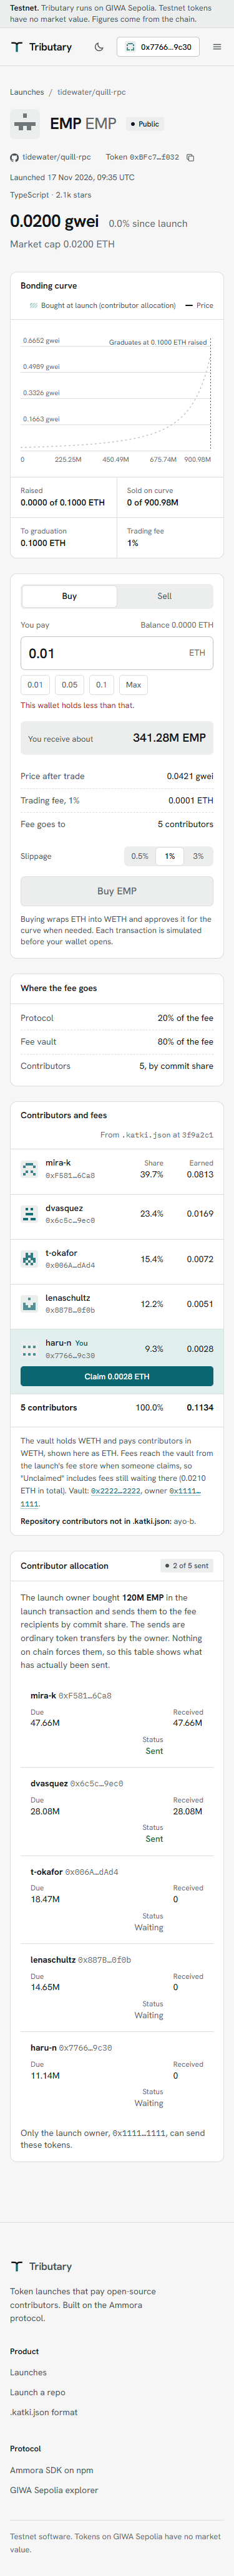 Testnet. Tributary runs on GIWA Sepolia. Testnet tokens
have no market value. Figures come from the chain.
Tributary
0x7766…9c30
Launches / tidewater/quill-rpc
EMP EMP
Public
tidewater/quill-rpc
Token 0xBFc7…f032
Launched 17 Nov 2026, 09:35 UTC
TypeScript · 2.1k stars
0.0200 gwei 0.0% since launch
Market cap 0.0200 ETH
Bonding curve
Bought at launch (contributor allocation)
Price
0.6652 gwei
Graduates at 0.1000 ETH raised
0.4989 gwei
0.3326 gwei
0.1663 gwei
0 225.25M 450.49M 675.74M 900.98M
Raised
0.0000 of 0.1000 ETH
Sold on curve
0 of 900.98M
To graduation
0.1000 ETH
Trading fee
1%
Buy
Sell
You pay
Balance 0.0000 ETH
0.01
ETH
0.01 0.05 0.1 Max
This wallet holds less than that.
You receive about
341.28M EMP
Price after trade 0.0421 gwei
Trading fee, 1% 0.0001 ETH
Fee goes to 5 contributors
Slippage 0.5% 1% 3%
Buy EMP
Buying wraps ETH into WETH and approves it for the
curve when needed. Each transaction is simulated
before your wallet opens.
Where the fee goes
Protocol 20% of the fee
Fee vault 80% of the fee
Contributors 5, by commit share
Contributors and fees
From .katki.json at 3f9a2c1
mira-k
0xF581…6Ca8
Share
39.7%
Earned
0.0813
dvasquez
0x6c5c…9ec0
23.4% 0.0169
t-okafor
0x006A…dAd4
15.4% 0.0072
lenaschultz
0x887B…0f0b
12.2% 0.0051
haru-n You
0x7766…9c30
9.3% 0.0028
Claim 0.0028 ETH
5 contributors 100.0% 0.1134
The vault holds WETH and pays contributors in
WETH, shown here as ETH. Fees reach the vault from
the launch's fee store when someone claims, so
"Unclaimed" includes fees still waiting there (0.0210
ETH in total). Vault: 0x2222…2222, owner 0x1111…
1111.
Repository contributors not in .katki.json: ayo-b.
Contributor allocation
2 of 5 sent
The launch owner bought 120M EMP in the
launch transaction and sends them to the fee
recipients by commit share. The sends are
ordinary token transfers by the owner. Nothing
on chain forces them, so this table shows what
has actually been sent.
mira-k 0xF581…6Ca8
Due
47.66M
Received
47.66M
Status
Sent
dvasquez 0x6c5c…9ec0
Due
28.08M
Received
28.08M
Status
Sent
t-okafor 0x006A…dAd4
Due
18.47M
Received
0
Status
Waiting
lenaschultz 0x887B…0f0b
Due
14.65M
Received
0
Status
Waiting
haru-n 0x7766…9c30
Due
11.14M
Received
0
Status
Waiting
Only the launch owner, 0x1111…1111, can send
these tokens.
Tributary
Token launches that pay open-source
contributors. Built on the Ammora
protocol.
Product
Launches
Launch a repo
.katki.json format
Protocol
Ammora SDK on npm
GIWA Sepolia explorer
Testnet software. Tokens on GIWA Sepolia have no market
value.